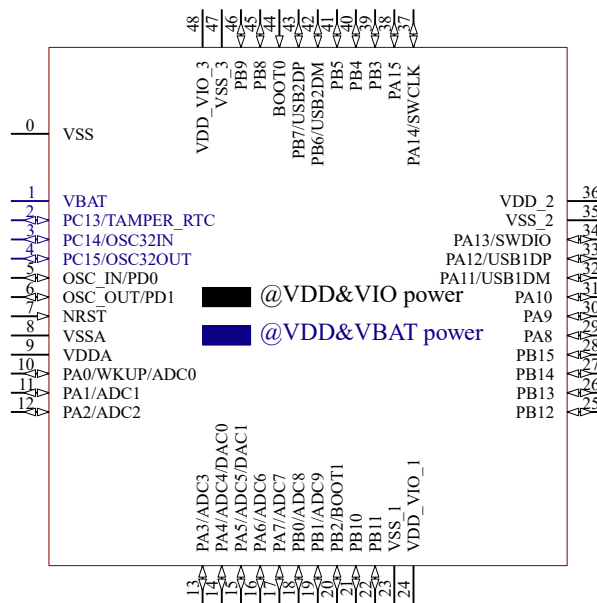 48
47
46
45
44
43
42
41
40
39
38
37
VDD_VIO_3
VSS_3
PB9
PB8
BOOT0
PB7/USB2DP
PB6/USB2DM
PB5
PB4
PB3
PA15
PA14/SWCLK
0 VSS
1 VBAT
2 PC13/TAMPER_RTC
3 PC14/OSC32IN
4 PC15/OSC32OUT
5 OSC_IN/PD0
6 OSC_OUT/PD1
7 NRST
8 VSSA
9 VDDA
10 PA0/WKUP/ADC0
11 PA1/ADC1
12 PA2/ADC2
@VDD&VIO power
@VDD&VBAT power
VDD_2 36
VSS_2 35
PA13/SWDIO 34
PA12/USB1DP 33
PA11/USB1DM 32
PA10 31
PA9 30
PA8 29
PB15 28
PB14 27
PB13 26
PB12 25
PA3/ADC3
PA4/ADC4/DAC0
PA5/ADC5/DAC1
PA6/ADC6
PA7/ADC7
PB0/ADC8
PB1/ADC9
PB2/BOOT1
PB10
PB11
VSS_1
VDD_VIO_1
13
14
15
16
17
18
19
20
21
22
23
24